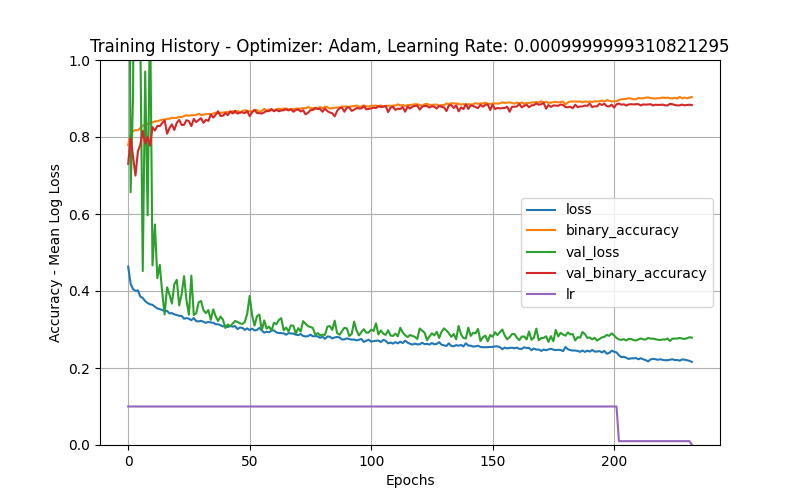 Training History - Optimizer: Adam, Learning Rate: 0.0009999999310821295
Accuracy - Mean Log Loss
1.0
0.8
0.6
0.4
0.2
0.0
loss
binary_accuracy
val_loss
val_binary_accuracy
lr
0 50 100 150 200
Epochs